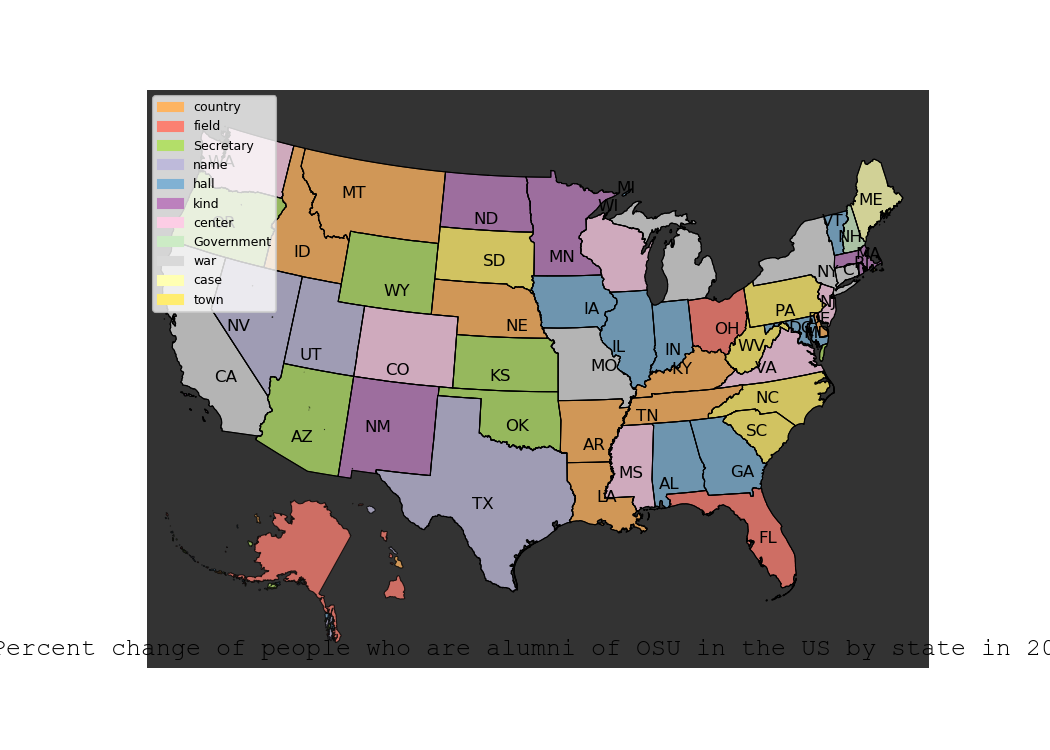 country
field
Secretary
name
hall
kind
center
Government
war
case
town
WA
MT
ID
ND
MN
MI
WI
SD
WY
NE
IA
NV
UT
CO
KS
MO
IL
IN
OH
PA
NY
VT
NH
ME
MA
RI
CT
NJ
DE
DC
MD
WV
VA
KY
CA
AZ
NM
OK
AR
TN
NC
SC
TX
LA
MS
AL
GA
FL
Percent change of people who are alumni of OSU in the US by state in 20